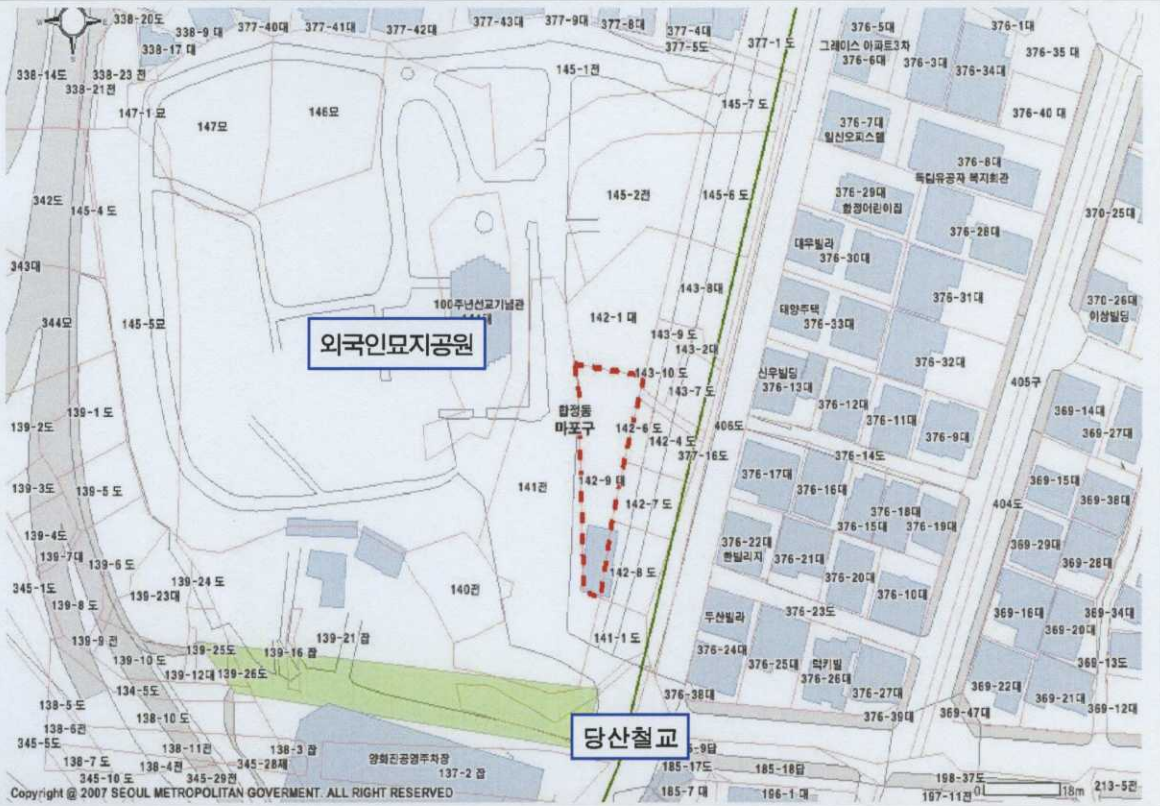 338-20도
338-9 대
377-40대
377-41대
377-42대
377-43대
377-9대
377-8대
377-4대
377-5도
377-1 도
338-17 대
338-14도
338-23 전
338-21전
376-5대
그레이스 아파트3차
376-6대
376-3대
376-34대
376-1대
376-35 대
376-40 대
147-1 묘
147묘
146묘
145-1전
145-7 도
376-7대
일신오피스텔
376-8대
독립유공자 복지회관
342도
145-4 도
145-2전
145-6 도
376-29대
합정어린이집
376-28대
370-25대
대우빌라
376-30대
343대
344묘
145-5묘
100주년선교기념관
외국인묘지공원
142-1 대
143-8대
143-9 도
143-2대
143-10 도
143-7 도
태양주택
376-33대
376-31대
376-32대
370-26대
이상빌딩
신우빌딩
376-13대
376-12대
376-11대
376-9대
405구
369-14대
369-27대
139-1 도
139-2도
합정동
마포구
142-6 도
142-4 도
377-16도
406도
376-14도
139-3도
139-5 도
141전
142-9 대
142-7 도
376-17대
376-16대
376-18대
376-15대
376-19대
404도
369-15대
369-38대
139-4도
139-7대
139-6 도
376-22대
한빌리지
376-21대
376-20대
376-10대
369-29대
369-28대
345-1도
139-8 도
139-24 도
139-23대
140전
142-8 도
376-23도
369-16대
369-34대
369-20대
139-9 전
139-10 도
139-25도
139-21 잡
139-16 잡
141-1 도
두산빌라
376-24대
376-25대
럭키빌
376-26대
376-27대
369-13도
139-12대
139-26도
134-5도
138-5 도
138-10 도
376-38대
376-39대
369-22대
369-21대
369-47대
369-12대
138-6전
345-5도
138-11전
138-3 잡
당산철교
138-7 도
138-4전
345-28제
양화진공영주차장
137-2 잡
185-17도
185-18답
345-10 도
345-29전
185-7 대
196-1 대
198-37도
197-11전
213-5전
0
18m
Copyright @ 2007 SEOUL METROPOLITAN GOVERMENT. ALL RIGHT RESERVED